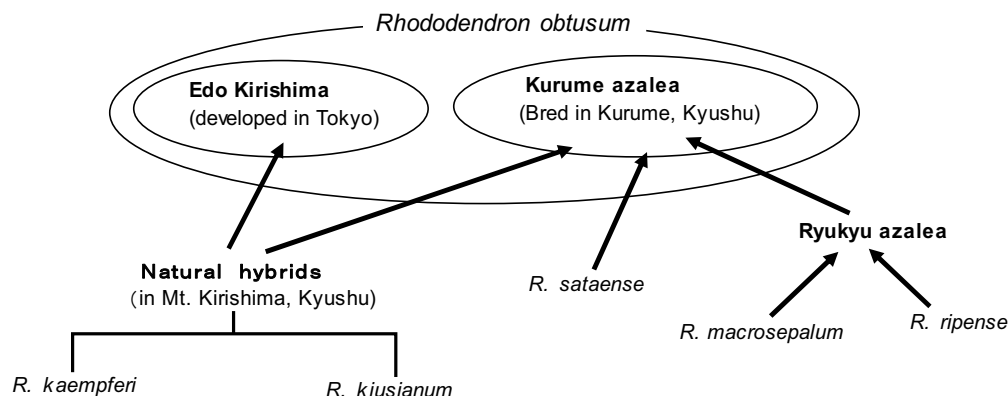 Rhododendron obtusum
Edo Kirishima
(developed in Tokyo)
Kurume azalea
(Bred in Kurume, Kyushu)
Ryukyu azalea
Natural hybrids
(in Mt. Kirishima, Kyushu)
R. sataense
R. macrosepalum
R. ripense
R. kaempferi
R. kiusianum